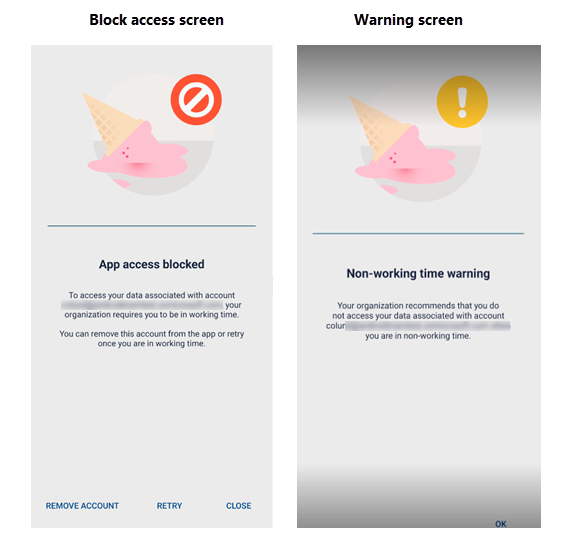 Block access screen
Warning screen
App access blocked
To access your data associated with account
your
organization requires you to be in working time.
You can remove this account from the app or retry
once you are in working time.
REMOVE ACCOUNT
RETRY
CLOSE
Non-working time warning
Your organization recommends that you do
not access your data associated with account
you are in non-working time.
OK